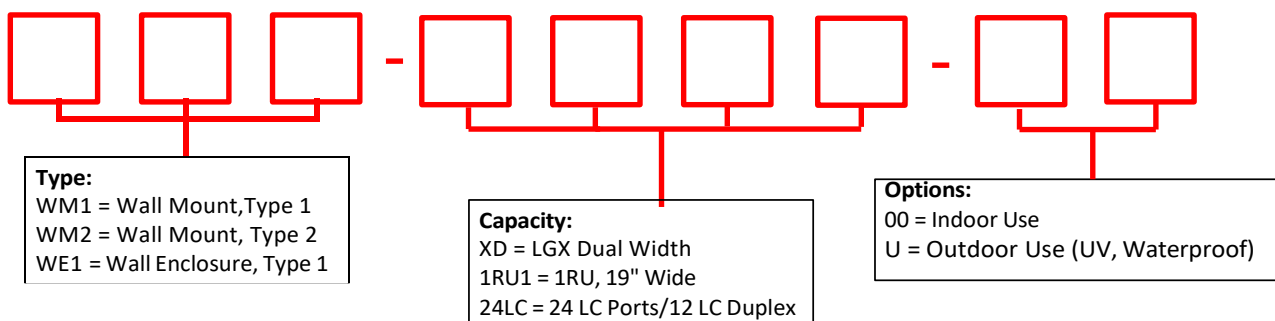 - -
Type:
WM1 = Wall Mount,Type 1
WM2 = Wall Mount, Type 2
WE1 = Wall Enclosure, Type 1
Capacity:
XD = LGX Dual Width
1RU1 = 1RU, 19" Wide
24LC = 24 LC Ports/12 LC Duplex
Options:
00 = Indoor Use
U = Outdoor Use (UV, Waterproof)